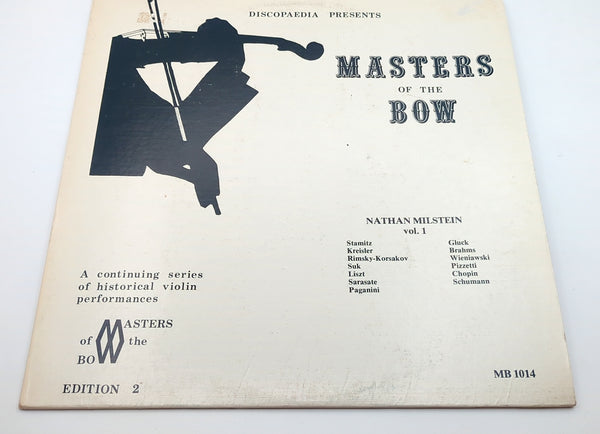 DISCOPAEDIA PRESENTS
MASTERS
OF THE
BOW
NATHAN MILSTEIN
vol. 1
Stamitz
Kreisler
Rimsky-Korsakov
Suk
Liszt
Sarasate
Paganini
Gluck
Brahms
Wieniawski
Pizzetti
Chopin
Schumann
A continuing series
of historical violin
performances
MASTERS
of the
BOW
EDITION 2
MB 1014